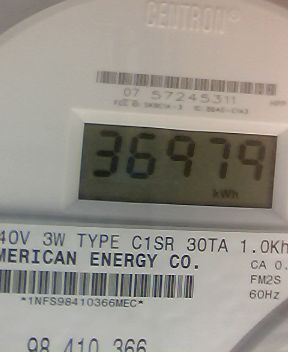 CENTRON®
07 57245311
36979
kWh
40V 3W TYPE C1SR 30TA 1.0Kh
MERICAN ENERGY CO.
CA 0.
FM2S
*1NFS98410366MEC*
60Hz
98 410 366